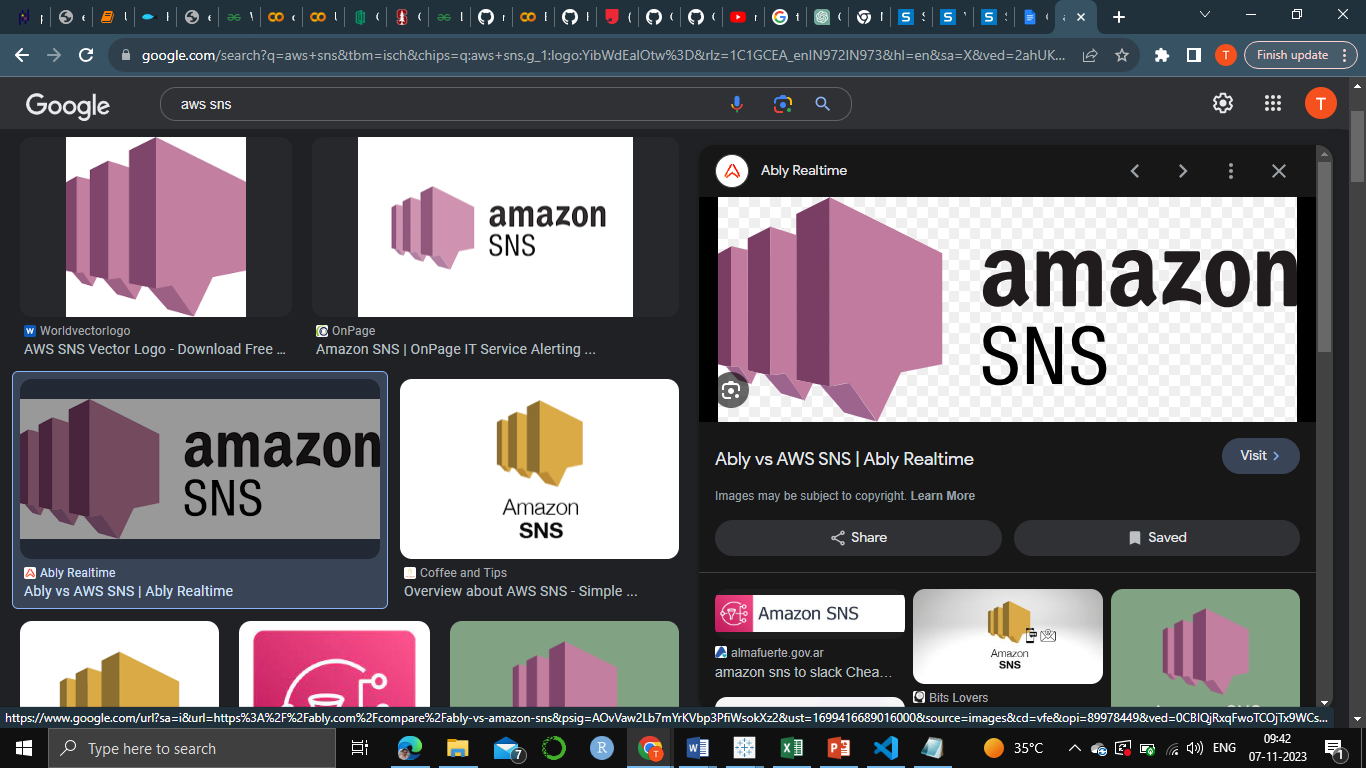 google.com/search?q=aws+sns&tbm=isch&chips=q:aws+sns,g_1:logo:YibWdEalOtw%3D&rlz=1C1GCEA_enIN972IN973&hl=en&sa=X&ved=2ahUK...
T
Finish update
Google
aws sns
T
amazon
SNS
Worldvectorlogo
AWS SNS Vector Logo - Download Free ...
OnPage
Amazon SNS | OnPage IT Service Alerting ...
amazon
SNS
Ably Realtime
Ably vs AWS SNS | Ably Realtime
Amazon
SNS
Coffee and Tips
Overview about AWS SNS - Simple ...
Ably Realtime
amazon
SNS
Ably vs AWS SNS | Ably Realtime
Visit
Images may be subject to copyright. Learn More
Share
Saved
Amazon SNS
almafuerte.gov.ar
amazon sns to slack Chea...
Amazon
SNS
Bits Lovers
https://www.google.com/url?sa=i&url=https%3A%2F%2Fably.com%2Fcompare%2Fably-vs-amazon-sns&psig=AOvVaw2Lb7mYrKVbp3PfiWsokXz2&ust=1699416689016000&source=images&cd=vfe&opi=89978449&ved=0CBIQjRxqFwoTCOjTx9WCs...
Type here to search
7
R
T
35°C
ENG
09:42
07-11-2023
1